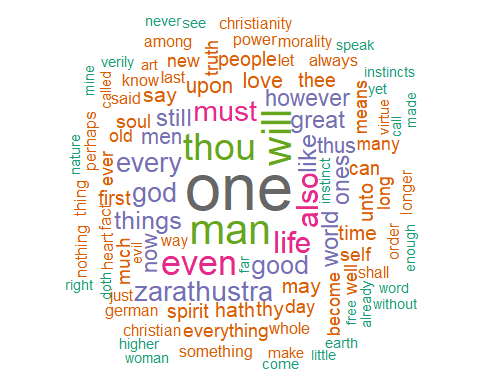 never see christianity
among power morality speak
verily art new people let always
know last truth upon love thee instincts
mine called said say however means yet
perhaps old soul still must will great virtue call made
nature men thou like thus many
thing ever every one also instinct ones can
fact first god man world unto long longer
nothing heart things even life time order enough
doth much now way far good self well shall
right evil zarathustra may become free already word without
just german spirit hath thy day
christian everything whole earth
higher something make little
woman come